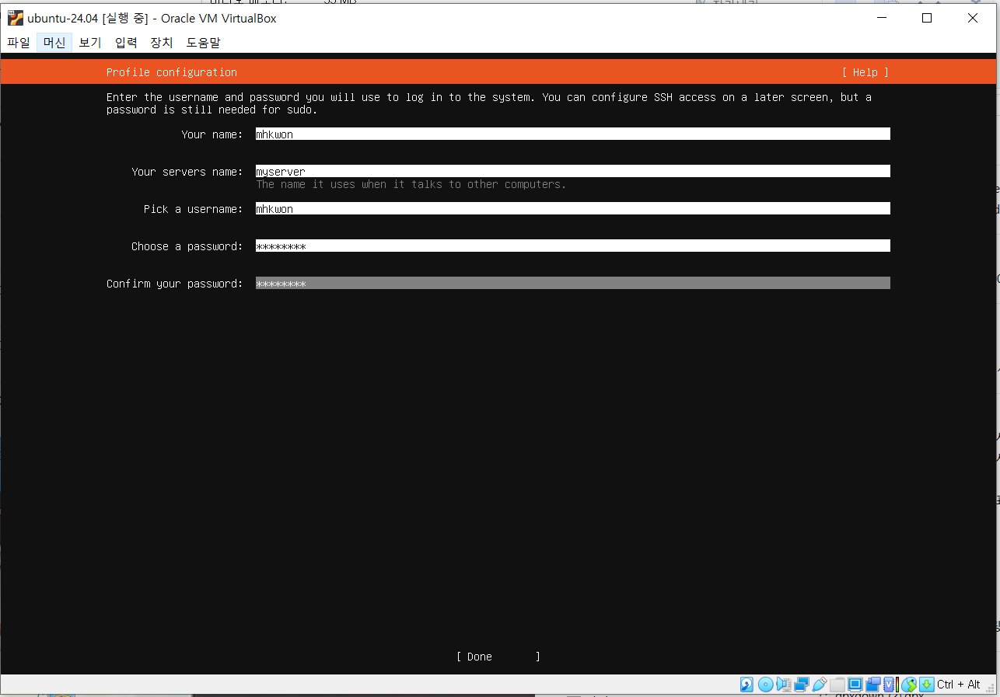 ubuntu-24.04 [실행 중] - Oracle VM VirtualBox
파일 머신 보기 입력 장치 도움말
Profile configuration [ Help ]
Enter the username and password you will use to log in to the system. You can configure SSH access on a later screen, but a
password is still needed for sudo.
Your name: mhkwon
Your servers name: myserver
The name it uses when it talks to other computers.
Pick a username: mhkwon
Choose a password: ********
Confirm your password: ********
[ Done ]
Ctrl + Alt